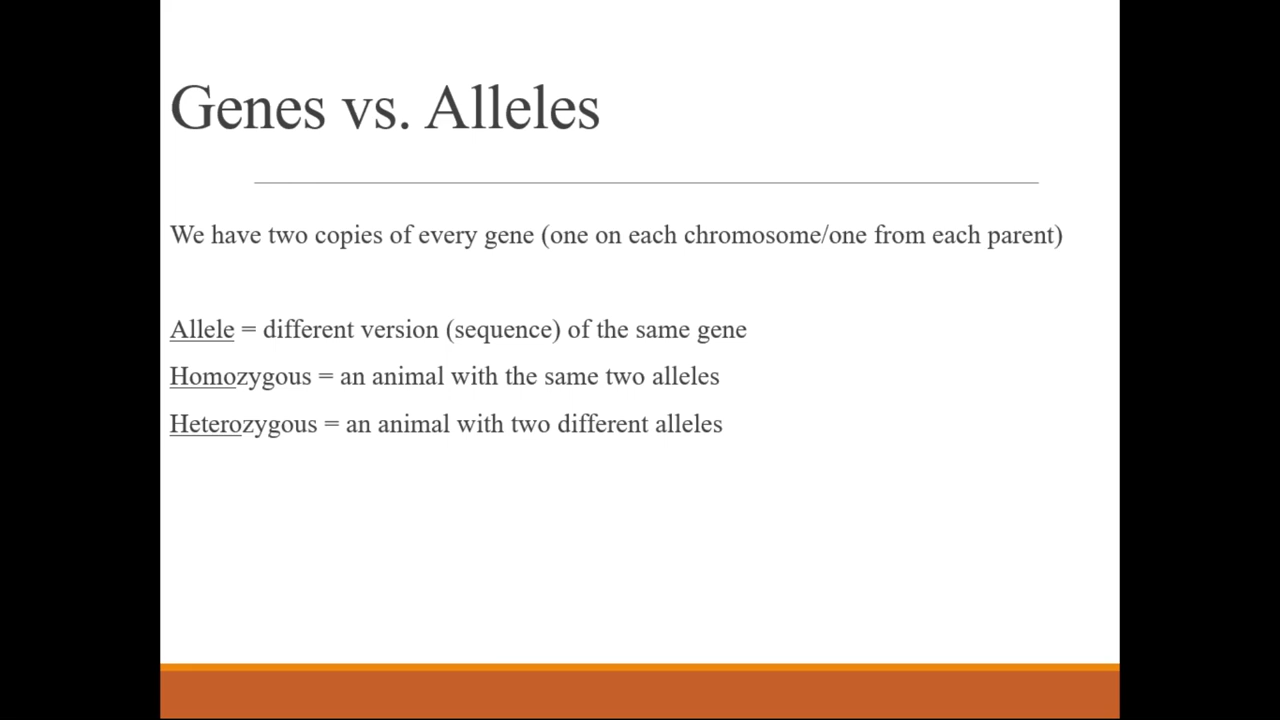 Genes vs. Alleles
We have two copies of every gene (one on each chromosome/one from each parent)
Allele = different version (sequence) of the same gene
Homozygous = an animal with the same two alleles
Heterozygous = an animal with two different alleles